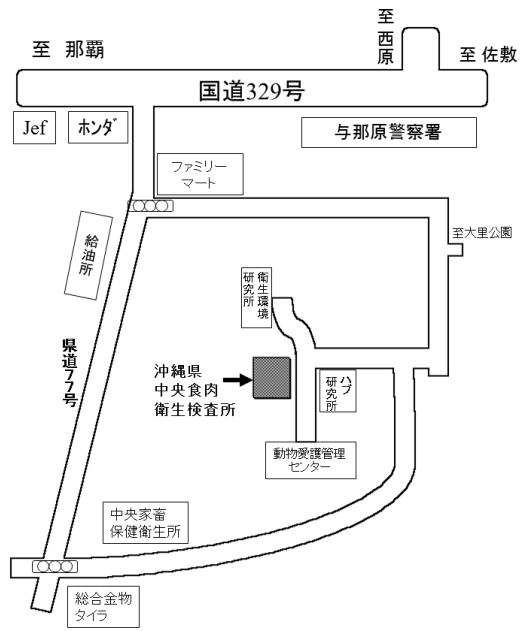 至 那覇
至西原
至 佐敷
国道329号
Jef
ホンダ
与那原警察署
ファミリー
マート
至大里公園
給油所
衛生環境
研究所
県道77号
沖縄県
中央食肉
衛生検査所
ハブ
研究所
動物愛護管理
センター
中央家畜
保健衛生所
総合金物
タイラ